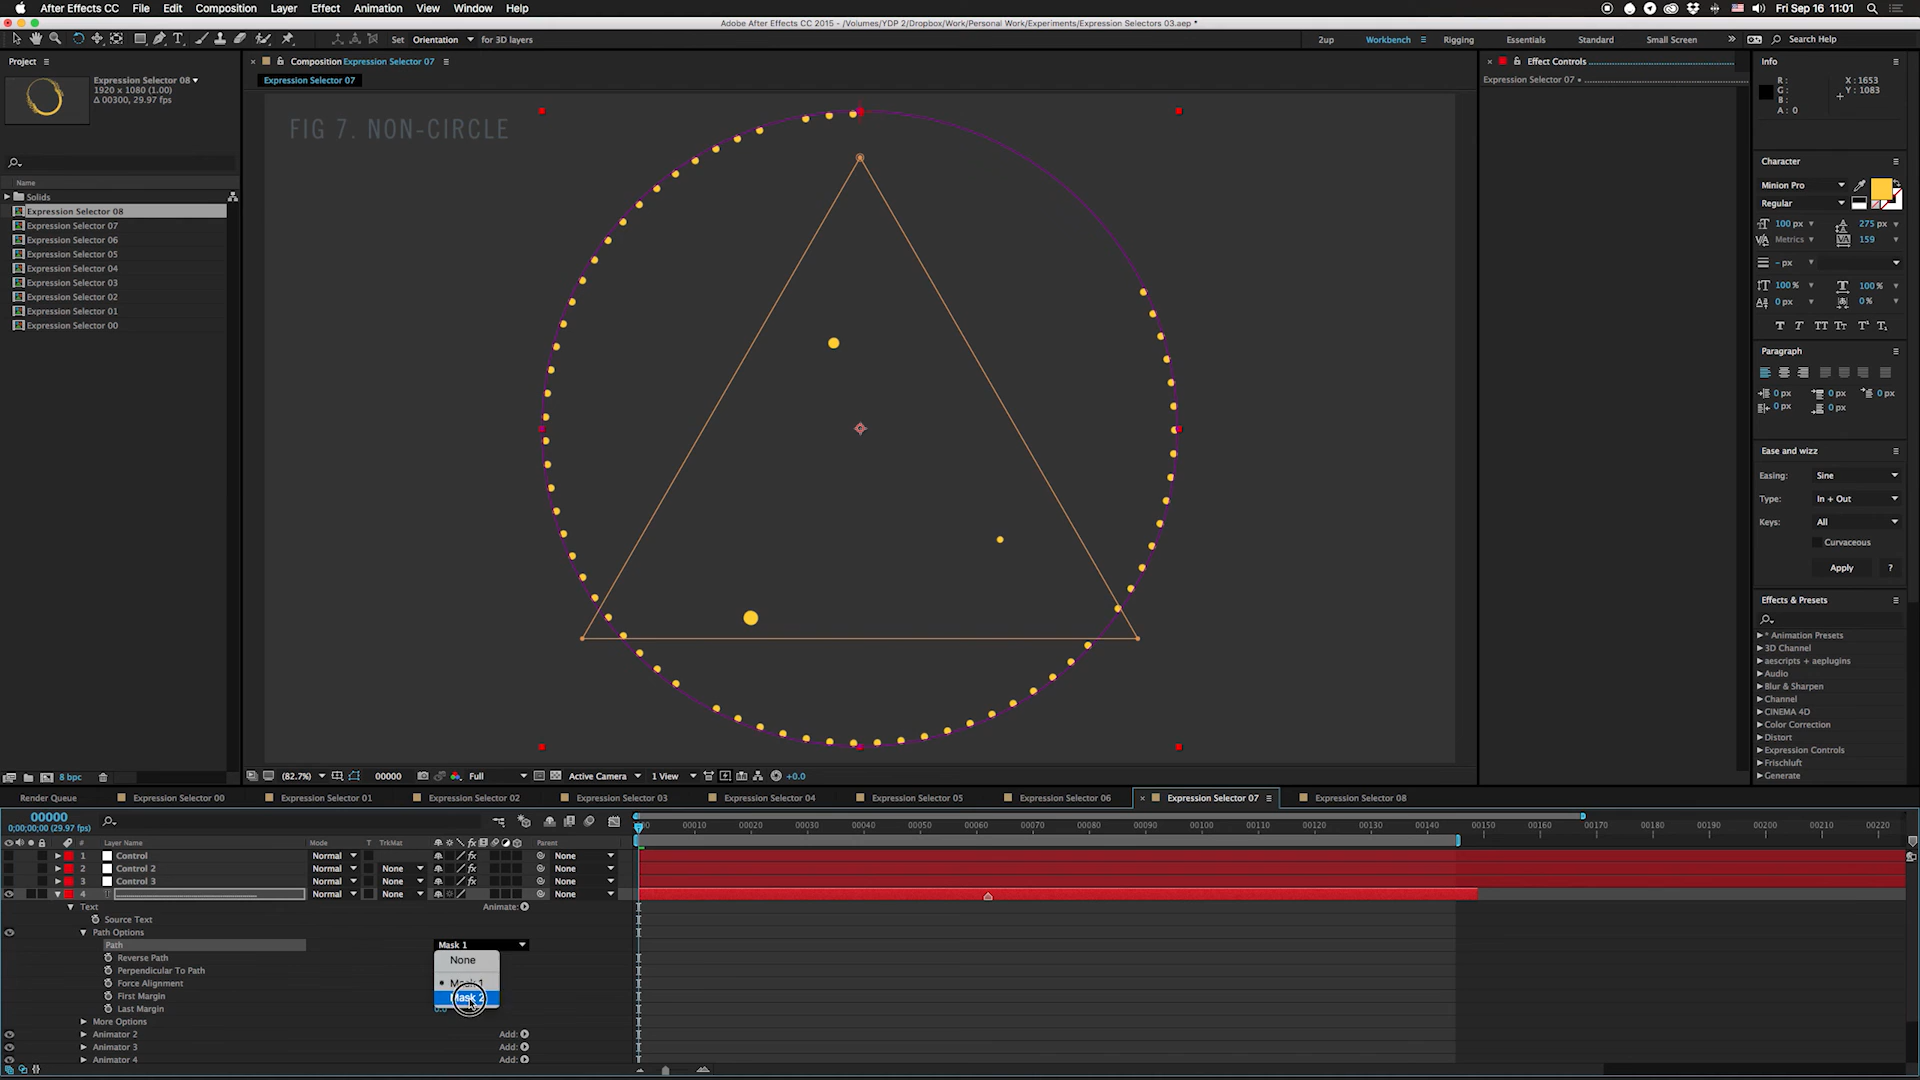 After Effects CC File Edit Composition Layer Effect Animation View Window Help Fri Sep 16 11:01
Adobe After Effects CC 2015 - /Volumes/YDP 2/Dropbox/Work/Personal Work/Experiments/Expression Selectors 03.aep *
Set Orientation for 3D layers 2up Workbench Rigging Essentials Standard Small Screen Search Help
Project
Expression Selector 08
1920 x 1080 (1.00)
Δ 00300, 29.97 fps
Name
Solids
Expression Selector 08
Expression Selector 07
Expression Selector 06
Expression Selector 05
Expression Selector 04
Expression Selector 03
Expression Selector 02
Expression Selector 01
Expression Selector 00
8 bpc
Composition Expression Selector 07
Expression Selector 07
FIG 7. NON-CIRCLE
(82.7%) 00000 Full Active Camera 1 View +0.0
Effect Controls
Expression Selector 07 •
Info
R:
G:
B:
A: 0
X: 1653
Y: 1083
Character
Minion Pro
Regular
100 px 275 px
Metrics 159
- px
100 % 100 %
0 px 0 %
Paragraph
0 px 0 px 0 px
0 px 0 px
Ease and wizz
Easing: Sine
Type: In + Out
Keys: All
Curvaceous
Apply ?
Effects & Presets
* Animation Presets
3D Channel
aescripts + aeplugins
Audio
Blur & Sharpen
Channel
CINEMA 4D
Color Correction
Distort
Expression Controls
Frischluft
Generate
Render Queue Expression Selector 00 Expression Selector 01 Expression Selector 02 Expression Selector 03 Expression Selector 04 Expression Selector 05 Expression Selector 06 Expression Selector 07 Expression Selector 08
00000
0;00;00;00 (29.97 fps)
00010 00020 00030 00040 00050 00060 00070 00080 00090 00100 00110 00120 00130 00140 00150 00160 00170 00180 00190 00200 00210 00220
# Layer Name Mode T TrkMat Parent
1 Control Normal None
2 Control 2 Normal None None
3 Control 3 Normal None None
4 Normal None None
Text Animate:
Source Text
Path Options
Path Mask 1
Reverse Path None
Perpendicular To Path
Force Alignment Mask 1
First Margin Mask 2
Last Margin 0.0
More Options
Animator 2 Add:
Animator 3 Add:
Animator 4 Add: